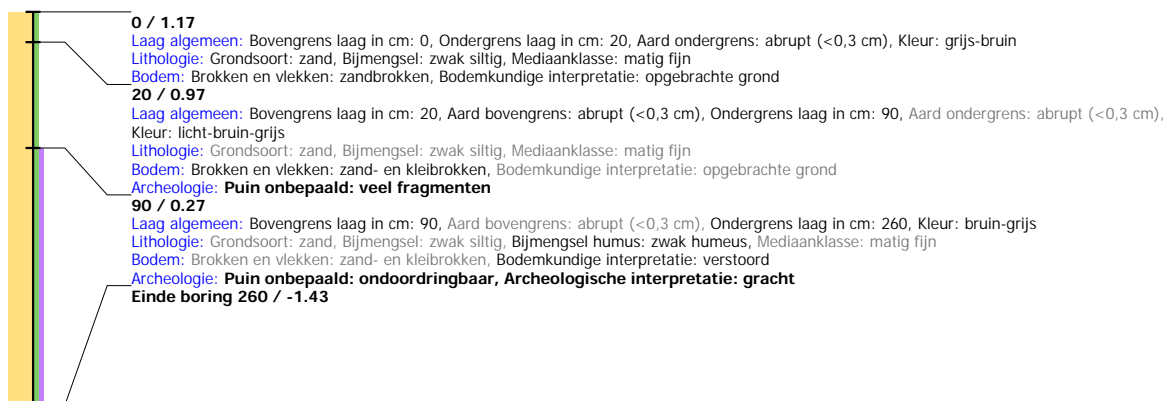 0 / 1.17
Laag algemeen: Bovengrens laag in cm: 0, Ondergrens laag in cm: 20, Aard ondergrens: abrupt (<0,3 cm), Kleur: grijs-bruin
Lithologie: Grondsoort: zand, Bijmengsel: zwak siltig, Mediaanklasse: matig fijn
Bodem: Brokken en vlekken: zandbrokken, Bodemkundige interpretatie: opgebrachte grond
20 / 0.97
Laag algemeen: Bovengrens laag in cm: 20, Aard bovengrens: abrupt (<0,3 cm), Ondergrens laag in cm: 90, Aard ondergrens: abrupt (<0,3 cm),
Kleur: licht-bruin-grijs
Lithologie: Grondsoort: zand, Bijmengsel: zwak siltig, Mediaanklasse: matig fijn
Bodem: Brokken en vlekken: zand- en kleibrokken, Bodemkundige interpretatie: opgebrachte grond
Archeologie: Puin onbepaald: veel fragmenten
90 / 0.27
Laag algemeen: Bovengrens laag in cm: 90, Aard bovengrens: abrupt (<0,3 cm), Ondergrens laag in cm: 260, Kleur: bruin-grijs
Lithologie: Grondsoort: zand, Bijmengsel: zwak siltig, Bijmengsel humus: zwak humeus, Mediaanklasse: matig fijn
Bodem: Brokken en vlekken: zand- en kleibrokken, Bodemkundige interpretatie: verstoord
Archeologie: Puin onbepaald: ondoordringbaar, Archeologische interpretatie: gracht
Einde boring 260 / -1.43